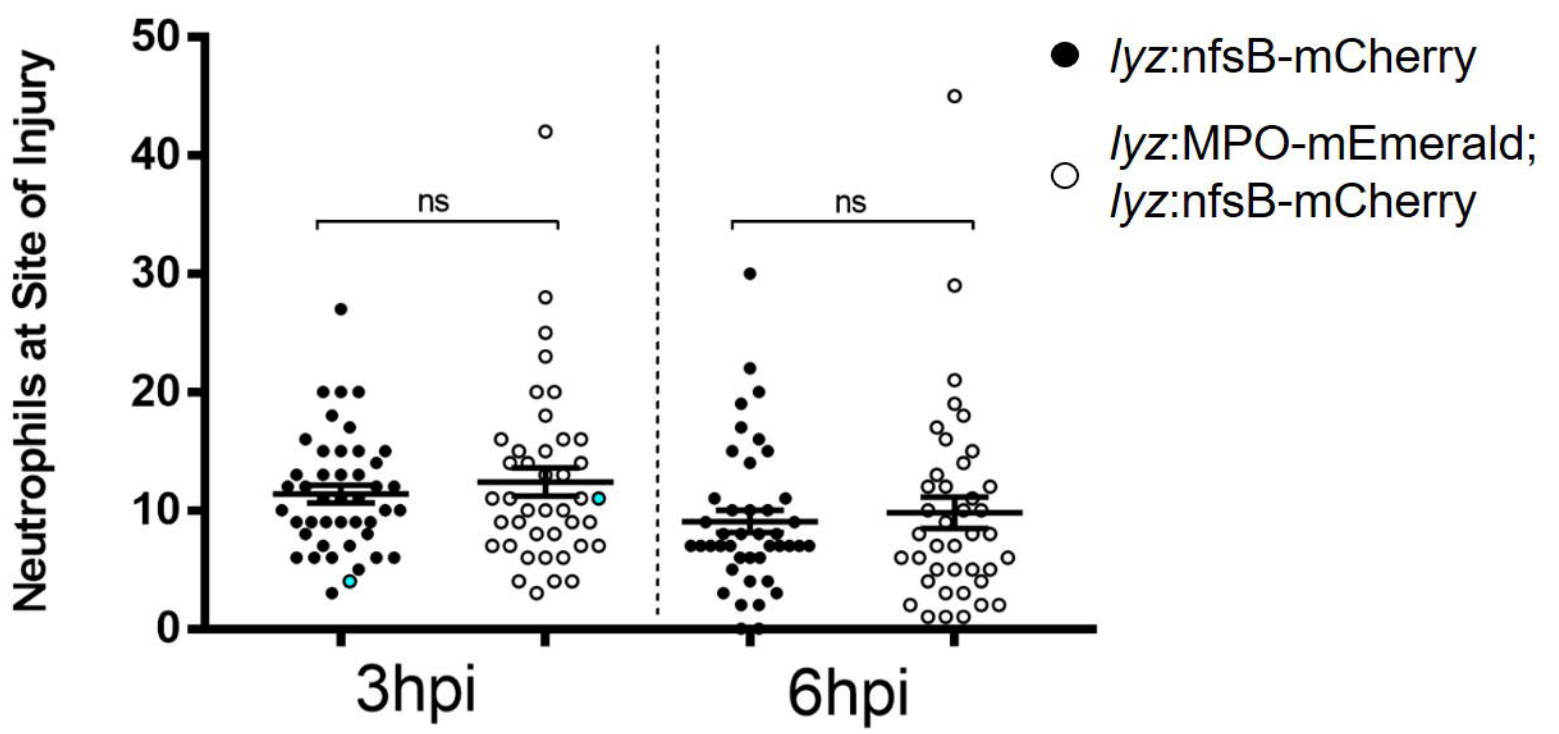 Neutrophils at Site of Injury
50
40
30
20
10
0
ns
ns
3hpi
6hpi
lyz:nfsB-mCherry
lyz:MPO-mEmerald;
lyz:nfsB-mCherry